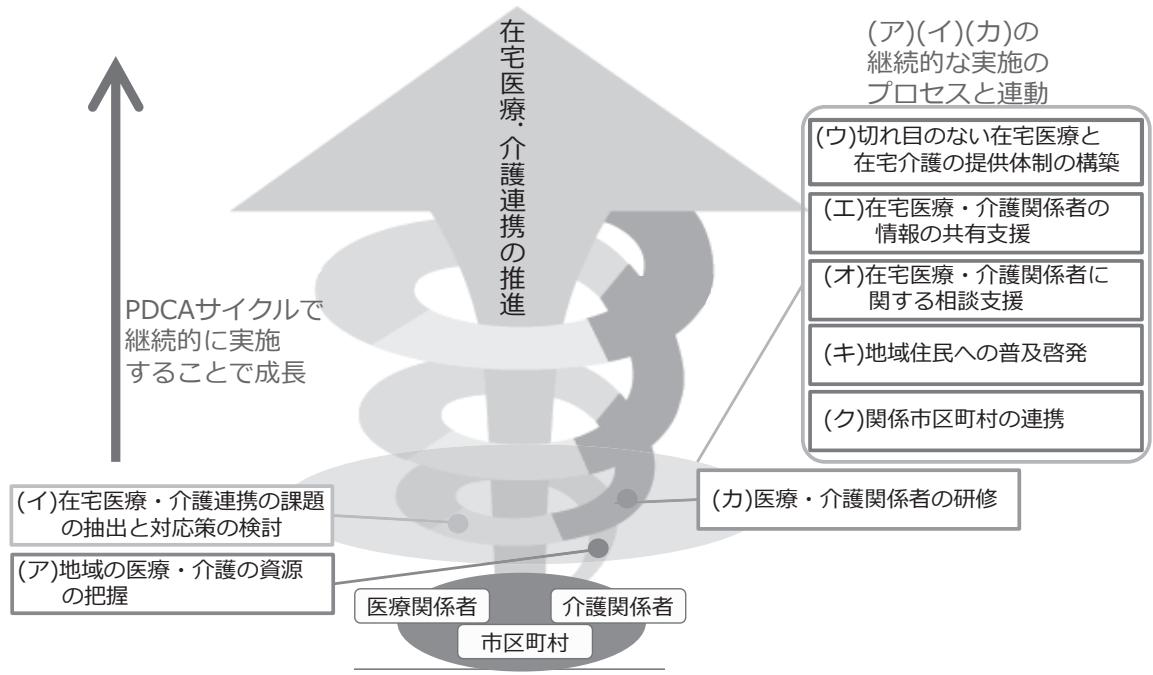 在宅医療・介護連携の推進
(ア)(イ)(カ)の
継続的な実施の
プロセスと連動
(ウ)切れ目のない在宅医療と
在宅介護の提供体制の構築
(エ)在宅医療・介護関係者の
情報の共有支援
(オ)在宅医療・介護関係者に
関する相談支援
(キ)地域住民への普及啓発
(ク)関係市区町村の連携
PDCAサイクルで
継続的に実施
することで成長
(イ)在宅医療・介護連携の課題
の抽出と対応策の検討
(カ)医療・介護関係者の研修
(ア)地域の医療・介護の資源
の把握
医療関係者
介護関係者
市区町村